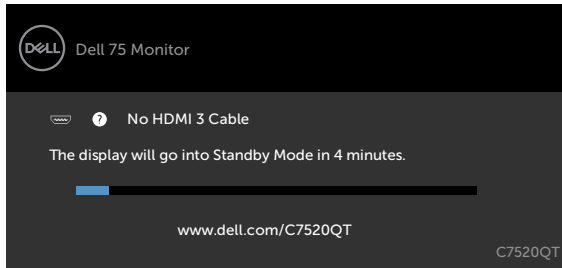 DELL
Dell 75 Monitor
? No HDMI 3 Cable
The display will go into Standby Mode in 4 minutes.
www.dell.com/C7520QT
C7520QT